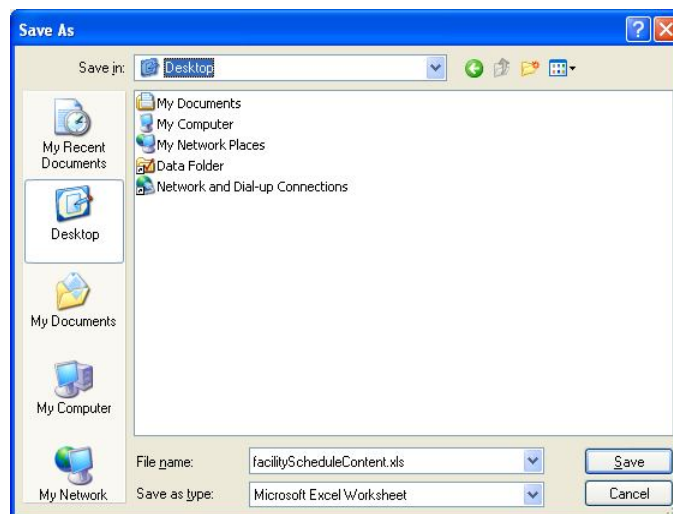 Save As
Save in: Desktop
My Documents
My Computer
My Network Places
Data Folder
Network and Dial-up Connections
My Recent
Documents
Desktop
My Documents
My Computer
My Network
File name: facilityScheduleContent.xls Save
Save as type: Microsoft Excel Worksheet Cancel